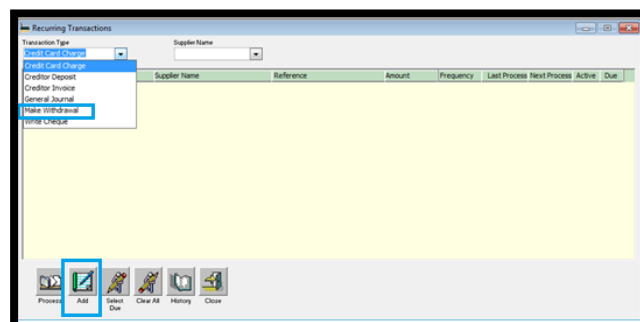 Recurring Transactions
Transaction Type Supplier Name
Credit Card Charge
Credit Card Charge
Supplier Name Reference Amount Frequency Last Process Next Process Active Due
Creditor Deposit
Creditor Invoice
General Journal
Make Withdrawal
Write Cheque
Process Add Select Due Clear All History Close